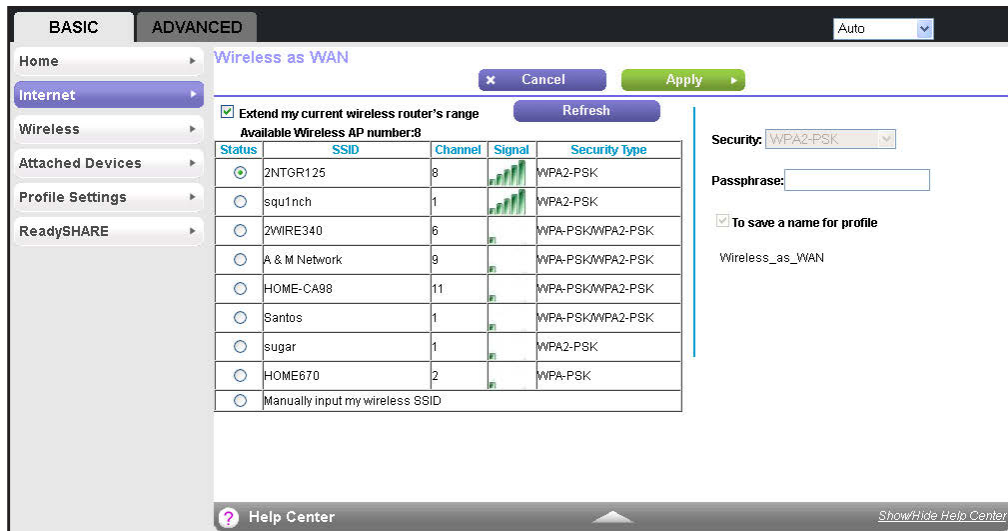 BASIC ADVANCED Auto
Home
Internet
Wireless
Attached Devices
Profile Settings
ReadySHARE
Wireless as WAN
Cancel Apply
Extend my current wireless router's range Refresh
Available Wireless AP number:8
Status SSID Channel Signal Security Type
2NTGR125 8 WPA2-PSK
squ1nch 1 WPA2-PSK
2WIRE340 6 WPA-PSK/WPA2-PSK
A & M Network 9 WPA-PSK/WPA2-PSK
HOME-CA98 11 WPA-PSK/WPA2-PSK
Santos 1 WPA-PSK/WPA2-PSK
sugar 1 WPA2-PSK
HOME670 2 WPA-PSK
Manually input my wireless SSID
Security: WPA2-PSK
Passphrase:
To save a name for profile
Wireless_as_WAN
? Help Center Show/Hide Help Center